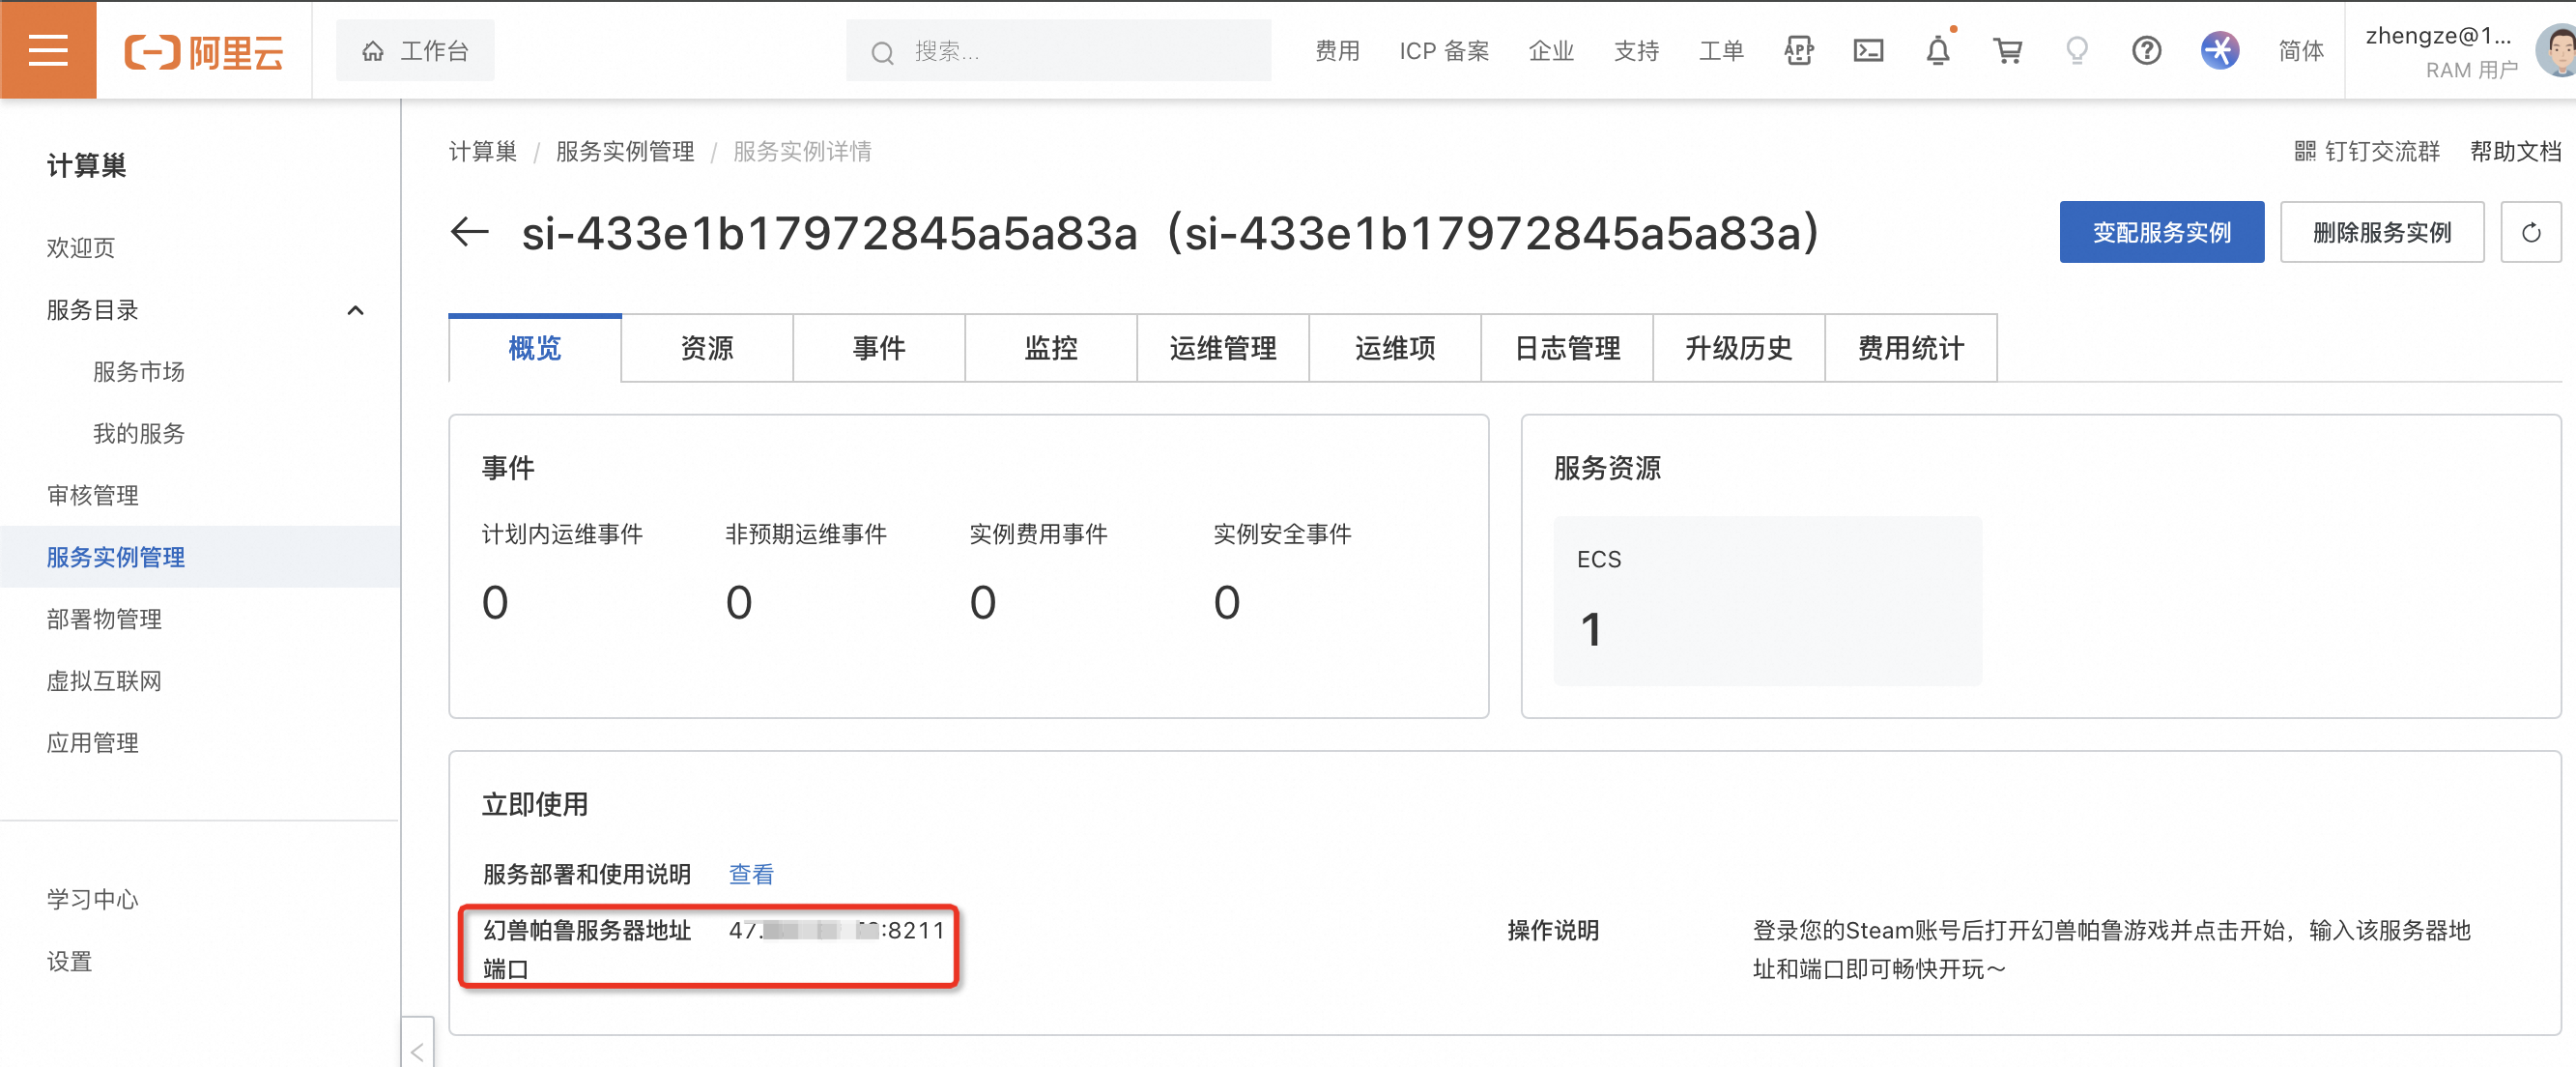 阿里云
工作台
搜索...
费用
ICP 备案
企业
支持
工单
APP
简体
zhengze@1...
RAM 用户
计算巢
欢迎页
服务目录
服务市场
我的服务
审核管理
服务实例管理
部署物管理
虚拟互联网
应用管理
学习中心
设置
计算巢 / 服务实例管理 / 服务实例详情
钉钉交流群 帮助文档
si-433e1b17972845a5a83a（si-433e1b17972845a5a83a）
变配服务实例
删除服务实例
概览
资源
事件
监控
运维管理
运维项
日志管理
升级历史
费用统计
事件
计划内运维事件
非预期运维事件
实例费用事件
实例安全事件
0
0
0
0
服务资源
ECS
1
立即使用
服务部署和使用说明 查看
幻兽帕鲁服务器地址
端口
47. :8211
操作说明
登录您的Steam账号后打开幻兽帕鲁游戏并点击开始，输入该服务器地
址和端口即可畅快开玩～